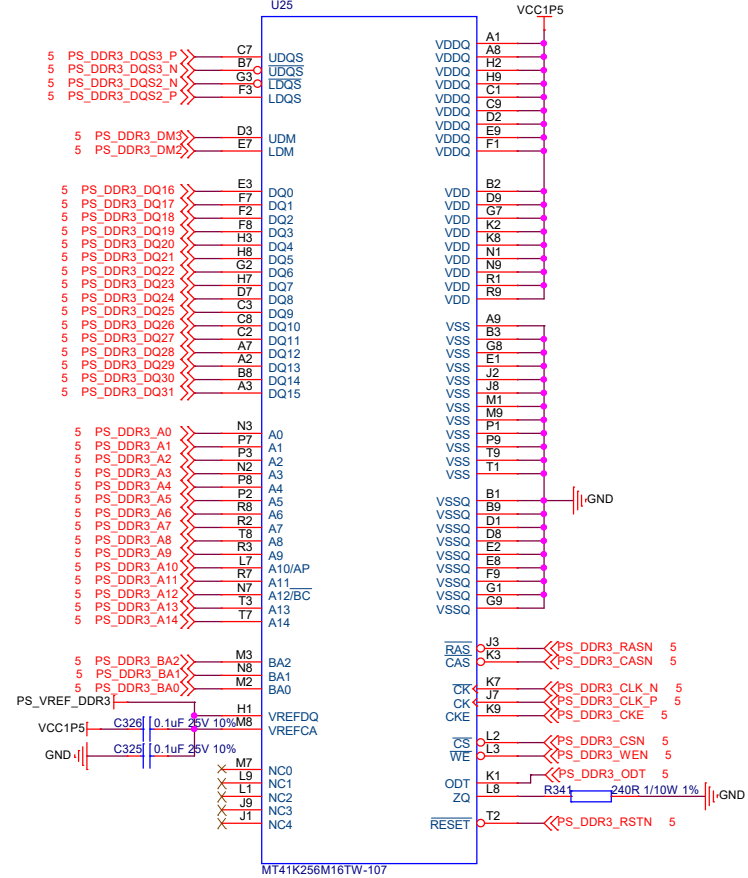 U25
VCC1P5
5 PS_DDR3_DQS3_P C7 UDQS
5 PS_DDR3_DQS3_N B7 UDQS
5 PS_DDR3_DQS2_N G3 LDQS
5 PS_DDR3_DQS2_P F3 LDQS
5 PS_DDR3_DM3 D3 UDM
5 PS_DDR3_DM2 E7 LDM
5 PS_DDR3_DQ16 E3 DQ0
5 PS_DDR3_DQ17 F7 DQ1
5 PS_DDR3_DQ18 F2 DQ2
5 PS_DDR3_DQ19 F8 DQ3
5 PS_DDR3_DQ20 H3 DQ4
5 PS_DDR3_DQ21 H8 DQ5
5 PS_DDR3_DQ22 G2 DQ6
5 PS_DDR3_DQ23 H7 DQ7
5 PS_DDR3_DQ24 D7 DQ8
5 PS_DDR3_DQ25 C3 DQ9
5 PS_DDR3_DQ26 C8 DQ10
5 PS_DDR3_DQ27 C2 DQ11
5 PS_DDR3_DQ28 A7 DQ12
5 PS_DDR3_DQ29 A2 DQ13
5 PS_DDR3_DQ30 B8 DQ14
5 PS_DDR3_DQ31 A3 DQ15
5 PS_DDR3_A0 N3 A0
5 PS_DDR3_A1 P7 A1
5 PS_DDR3_A2 P3 A2
5 PS_DDR3_A3 N2 A3
5 PS_DDR3_A4 P8 A4
5 PS_DDR3_A5 P2 A5
5 PS_DDR3_A6 R8 A6
5 PS_DDR3_A7 R2 A7
5 PS_DDR3_A8 T8 A8
5 PS_DDR3_A9 R3 A9
5 PS_DDR3_A10 L7 A10/AP
5 PS_DDR3_A11 R7 A11
5 PS_DDR3_A12 N7 A12/BC
5 PS_DDR3_A13 T3 A13
5 PS_DDR3_A14 T7 A14
5 PS_DDR3_BA2 M3 BA2
5 PS_DDR3_BA1 N8 BA1
5 PS_DDR3_BA0 M2 BA0
PS_VREF_DDR3
H1 VREFDQ
VCC1P5 C326 0.1uF 25V 10% M8 VREFCA
GND C325 0.1uF 25V 10%
M7 NC0
L9 NC1
L1 NC2
J9 NC3
J1 NC4
VDDQ A1
VDDQ A8
VDDQ H2
VDDQ H9
VDDQ C1
VDDQ C9
VDDQ D2
VDDQ E9
VDDQ F1
VDD B2
VDD D9
VDD G7
VDD K2
VDD K8
VDD N1
VDD N9
VDD R1
VDD R9
VSS A9
VSS B3
VSS G8
VSS E1
VSS J2
VSS J8
VSS M1
VSS M9
VSS P1
VSS P9
VSS T9
VSS T1
VSSQ B1 GND
VSSQ B9
VSSQ D1
VSSQ D8
VSSQ E2
VSSQ E8
VSSQ F9
VSSQ G1
VSSQ G9
RAS J3 PS_DDR3_RASN 5
CAS K3 PS_DDR3_CASN 5
CK K7 PS_DDR3_CLK_N 5
CK J7 PS_DDR3_CLK_P 5
CKE K9 PS_DDR3_CKE 5
CS L2 PS_DDR3_CSN 5
WE L3 PS_DDR3_WEN 5
ODT K1 PS_DDR3_ODT 5
ZQ L8 R341 240R 1/10W 1% GND
RESET T2 PS_DDR3_RSTN 5
MT41K256M16TW-107